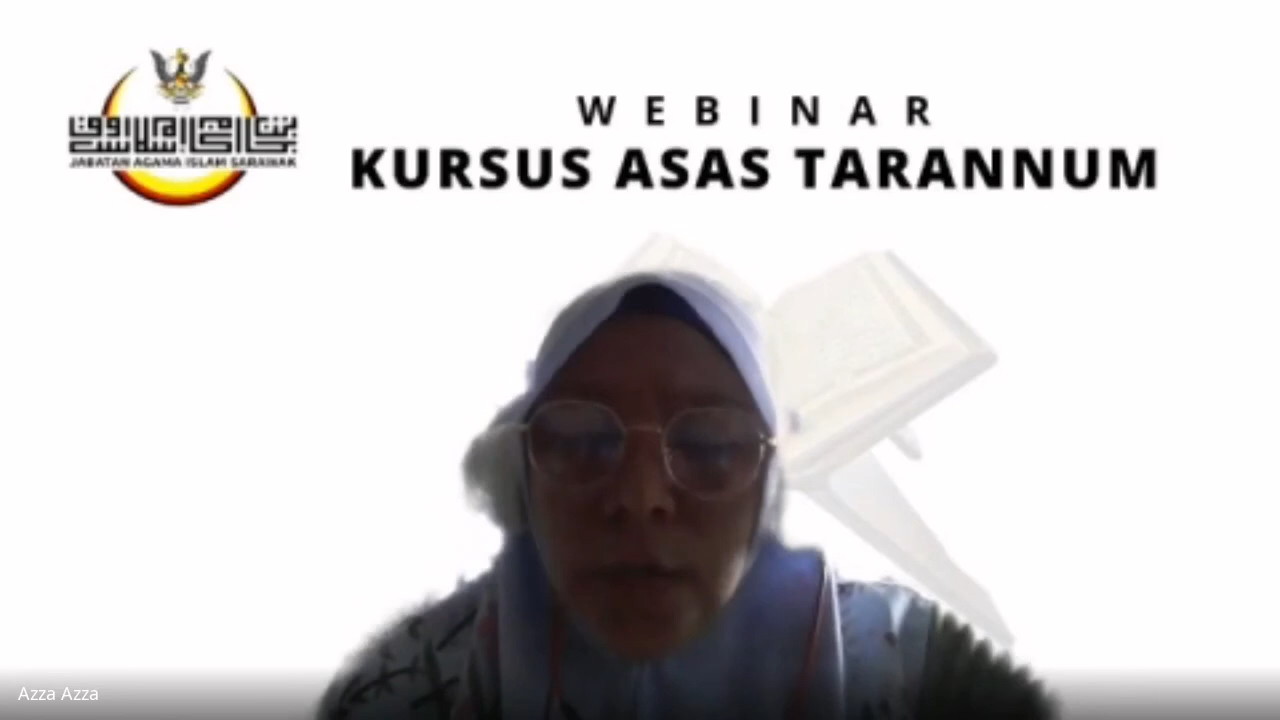 WEBINAR
KURSUS ASAS TARANNUM
JABATAN AGAMA ISLAM SARAWAK
Azza Azza